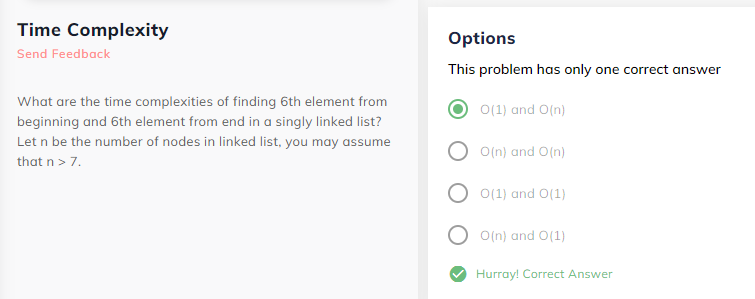 Time Complexity
Send Feedback
What are the time complexities of finding 6th element from
beginning and 6th element from end in a singly linked list?
Let n be the number of nodes in linked list, you may assume
that n > 7.
Options
This problem has only one correct answer
O(1) and O(n)
O(n) and O(n)
O(1) and O(1)
O(n) and O(1)
Hurray! Correct Answer